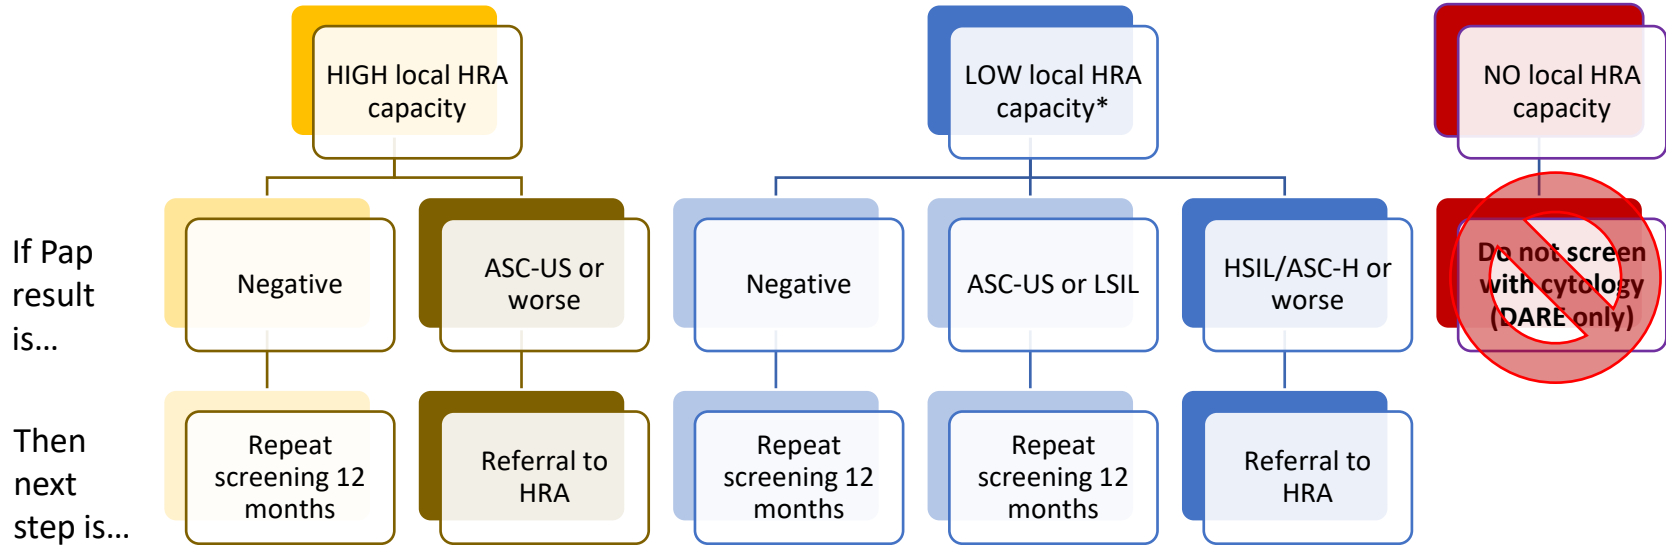 HIGH local HRA
capacity
LOW local HRA
capacity*
NO local HRA
capacity
If Pap
result
is...
Negative
ASC-US or
worse
Negative
ASC-US or LSIL
HSIL/ASC-H or
worse
Do not screen
with cytology
(DARE only)
Then
next
step is...
Repeat
screening 12
months
Referral to
HRA
Repeat
screening 12
months
Repeat
screening 12
months
Referral to
HRA